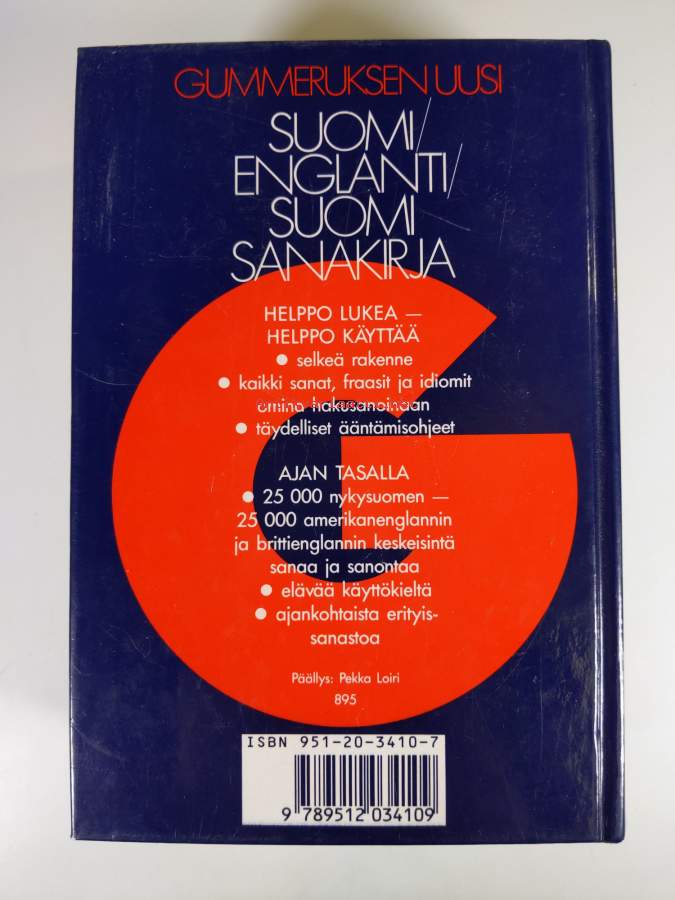 GUMMERUKSEN UUSI
SUOMI/
ENGLANTI/
SUOMI
SANAKIRJA
HELPPO LUKEA —
HELPPO KÄYTTÄÄ
● selkeä rakenne
● kaikki sanat, fraasit ja idiomit
omina hakusanoinaan
● täydelliset ääntämisohjeet
AJAN TASALLA
● 25 000 nykysuomen —
25 000 amerikanenglannin
ja brittienglannin keskeisintä
sanaa ja sanontaa
● elävää käyttökieltä
● ajankohtaista erityis-
sanastoa
Päällys: Pekka Loiri
895
ISBN 951-20-3410-7
9 789512 034109